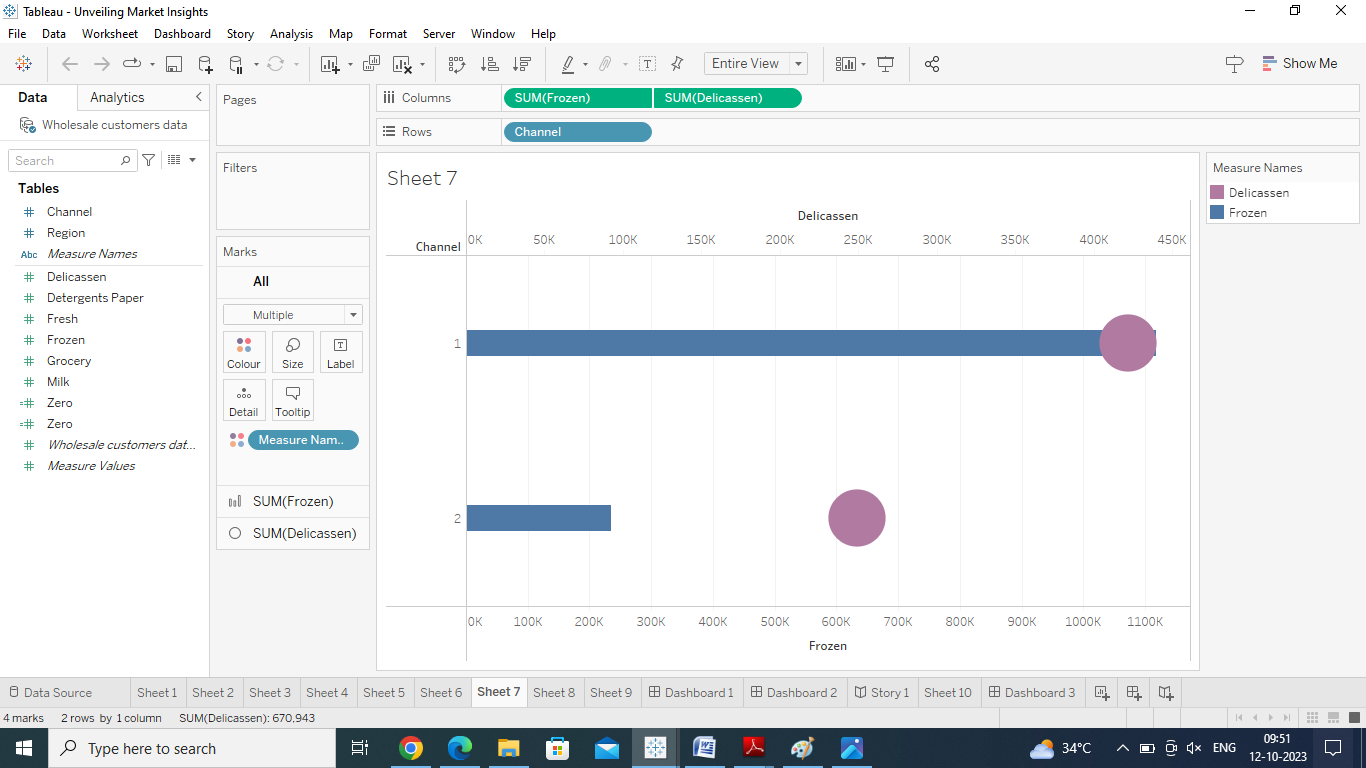 Tableau - Unveiling Market Insights
File Data Worksheet Dashboard Story Analysis Map Format Server Window Help
Entire View
Show Me
Data Analytics
Wholesale customers data
Search
Tables
Channel
Region
Abc Measure Names
Delicassen
Detergents Paper
Fresh
Frozen
Grocery
Milk
Zero
Zero
Wholesale customers dat...
Measure Values
Pages
Filters
Marks
All
Multiple
Colour Size Label
Detail Tooltip
Measure Nam..
SUM(Frozen)
SUM(Delicassen)
Columns SUM(Frozen) SUM(Delicassen)
Rows Channel
Sheet 7
Delicassen
Channel 0K 50K 100K 150K 200K 250K 300K 350K 400K 450K
1
2
0K 100K 200K 300K 400K 500K 600K 700K 800K 900K 1000K 1100K
Frozen
Measure Names
Delicassen
Frozen
Data Source Sheet 1 Sheet 2 Sheet 3 Sheet 4 Sheet 5 Sheet 6 Sheet 7 Sheet 8 Sheet 9 Dashboard 1 Dashboard 2 Story 1 Sheet 10 Dashboard 3
4 marks 2 rows by 1 column SUM(Delicassen): 670,943
Type here to search
34°C
ENG
09:51
12-10-2023